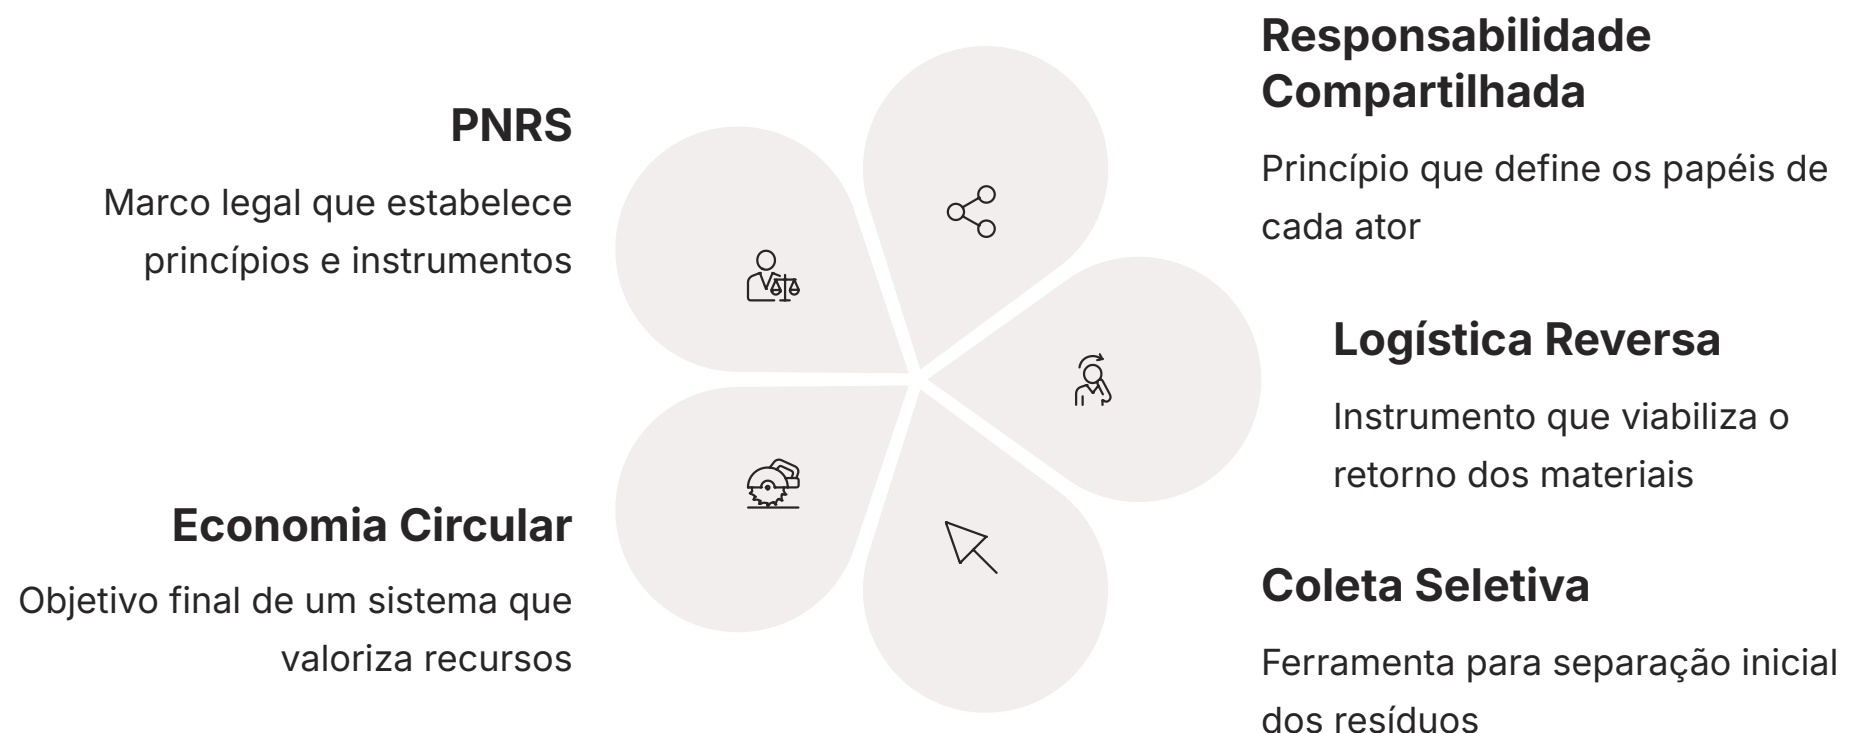 PNRS
Marco legal que estabelece
princípios e instrumentos
Responsabilidade
Compartilhada
Princípio que define os papéis de
cada ator
Logística Reversa
Instrumento que viabiliza o
retorno dos materiais
Coleta Seletiva
Ferramenta para separação inicial
dos resíduos
Economia Circular
Objetivo final de um sistema que
valoriza recursos